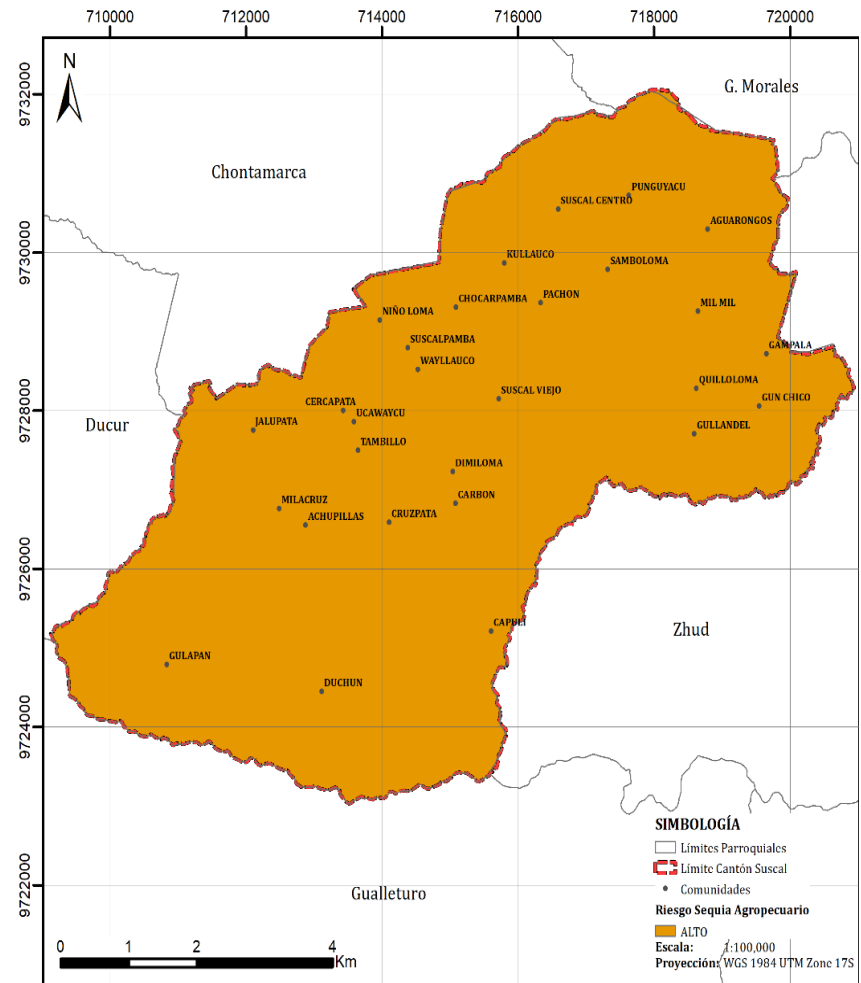 710000 712000 714000 716000 718000 720000
N
9732000
G. Morales
Chontamarca
PUNGUYACU
SUSCAL CENTRO
AGUARONGOS
9730000
KULLAUCO
SAMBOLOMA
CHOCARPAMBA
PACHON
MIL MIL
NIÑO LOMA
SUSCALPAMBA
GAMPALA
WAYLLAUCO
QUILLOLOMA
SUSCAL VIEJO
GUN CHICO
9728000
CERCAPATA
UCAWAYCU
Ducur
JALUPATA
GULLANDEL
TAMBILLO
DIMILOMA
MILACRUZ
CARBON
ACHUPILLAS
CRUZPATA
9726000
CAPULI
Zhud
GULAPAN
DUCHUN
9724000
SIMBOLOGÍA
Límites Parroquiales
Límite Cantón Suscal
Comunidades
Riesgo Sequia Agropecuario
ALTO
Escala: 1:100,000
Proyección: WGS 1984 UTM Zone 17S
9722000
Gualleturo
0 1 2 4
Km